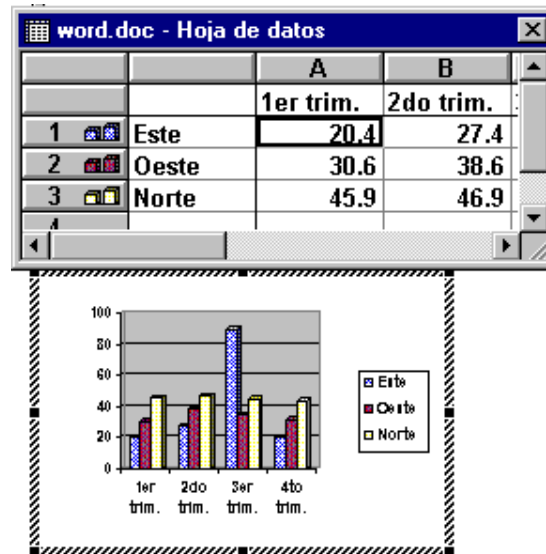 word.doc - Hoja de datos
A B
1er trim. 2do trim.
1 Este 20.4 27.4
2 Oeste 30.6 38.6
3 Norte 45.9 46.9
4
100
80
60
40
20
0
1er trim. 2do trim. 3er trim. 4to trim.
Este
Oeste
Norte